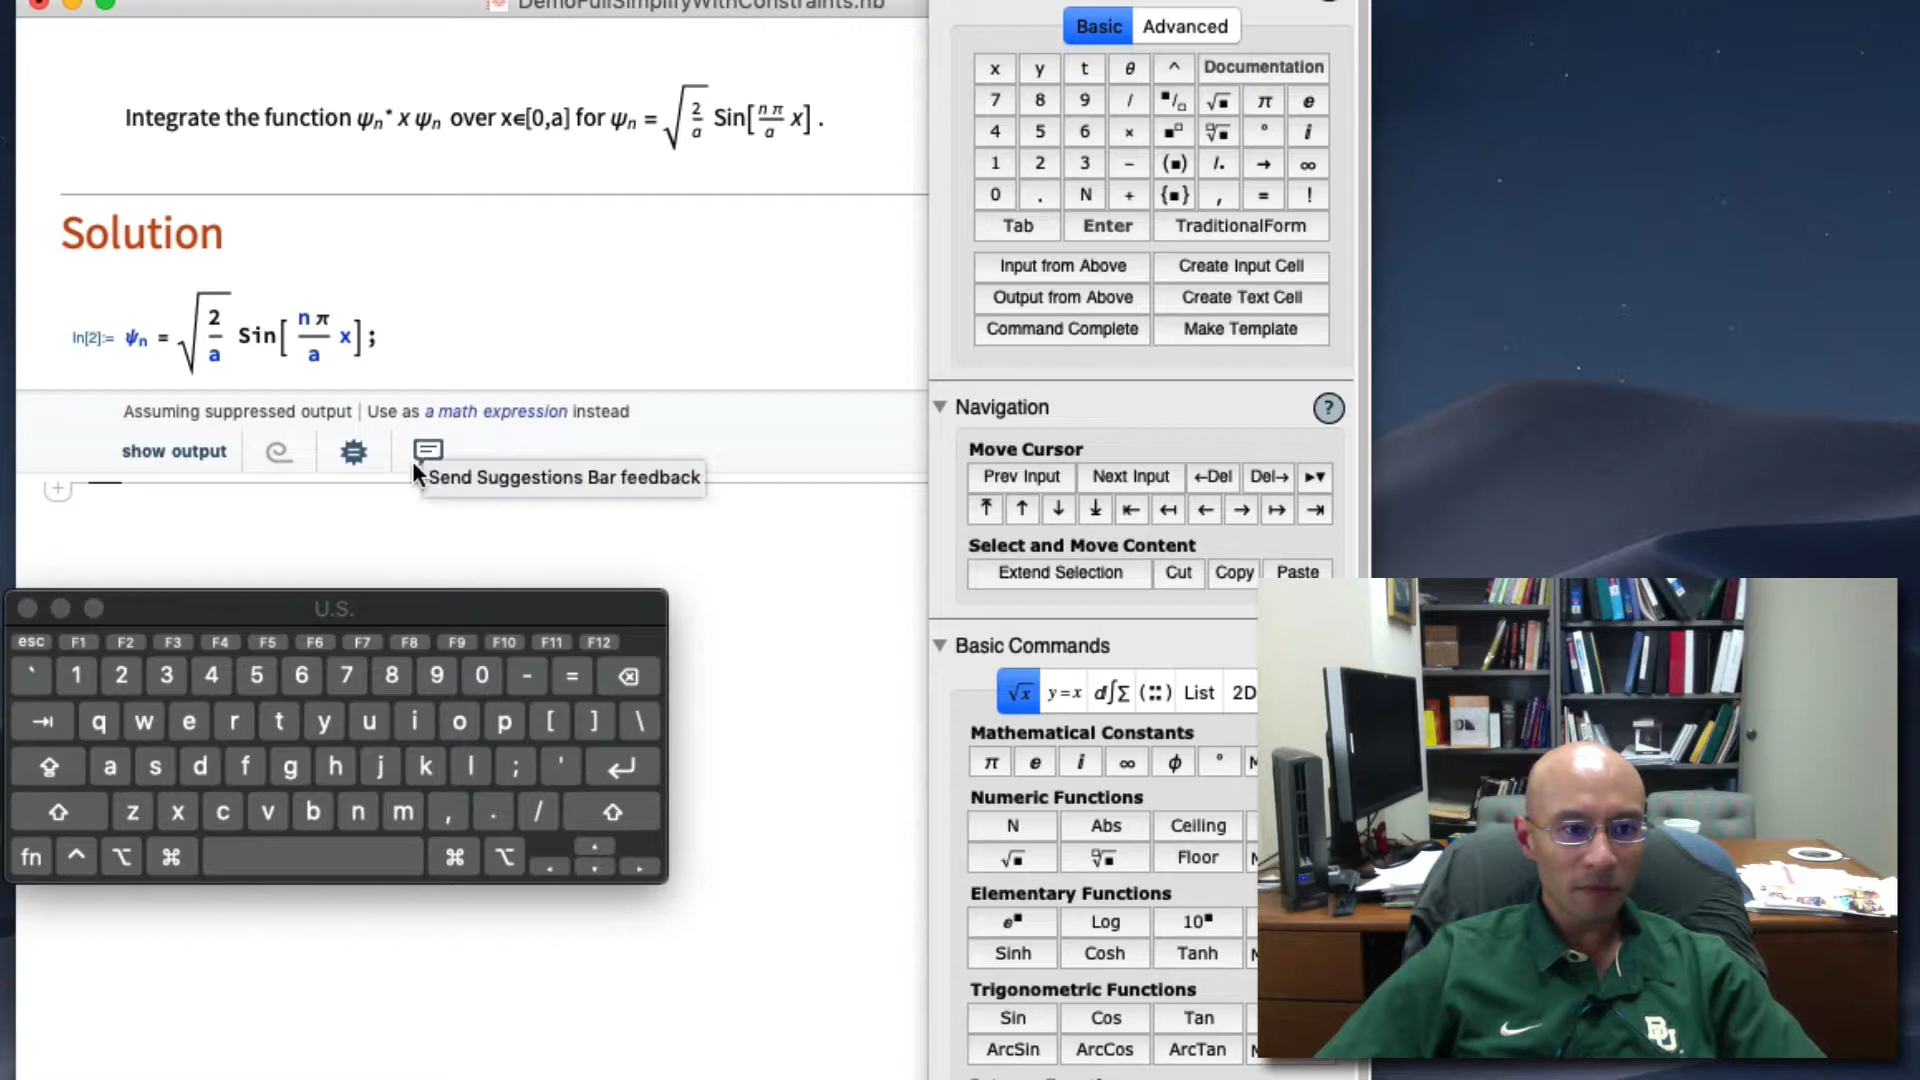 DemoFullSimplifyWithConstraints.nb
Integrate the function ψn* x ψn over x∈[0,a] for ψn = √2/a Sin[nπ/a x] .
Solution
In[2]:= ψn = √2/a Sin[nπ/a x];
Assuming suppressed output | Use as a math expression instead
show output
Send Suggestions Bar feedback
+
Basic Advanced
x y t θ ^ Documentation
7 8 9 / ■/□ √■ π e
4 5 6 × ■□ □√■ ° i
1 2 3 − (■) /. → ∞
0 . N + {■} , = !
Tab Enter TraditionalForm
Input from Above Create Input Cell
Output from Above Create Text Cell
Command Complete Make Template
Navigation ?
Move Cursor
Prev Input Next Input ←Del Del→ ▸▾
⤒ ↑ ↓ ⤓ ⇤ ↤ ← → ↦ ⇥
Select and Move Content
Extend Selection Cut Copy Paste
Basic Commands
√x y=x d∫Σ (::) List 2D
Mathematical Constants
π e i ∞ ϕ °
Numeric Functions
N Abs Ceiling
√■ □√■ Floor
Elementary Functions
e■ Log 10■
Sinh Cosh Tanh
Trigonometric Functions
Sin Cos Tan
ArcSin ArcCos ArcTan
U.S.
esc F1 F2 F3 F4 F5 F6 F7 F8 F9 F10 F11 F12
` 1 2 3 4 5 6 7 8 9 0 - =
q w e r t y u i o p [ ] \
a s d f g h j k l ; '
z x c v b n m , . /
fn ^ ⌥ ⌘ ⌘ ⌥
BU